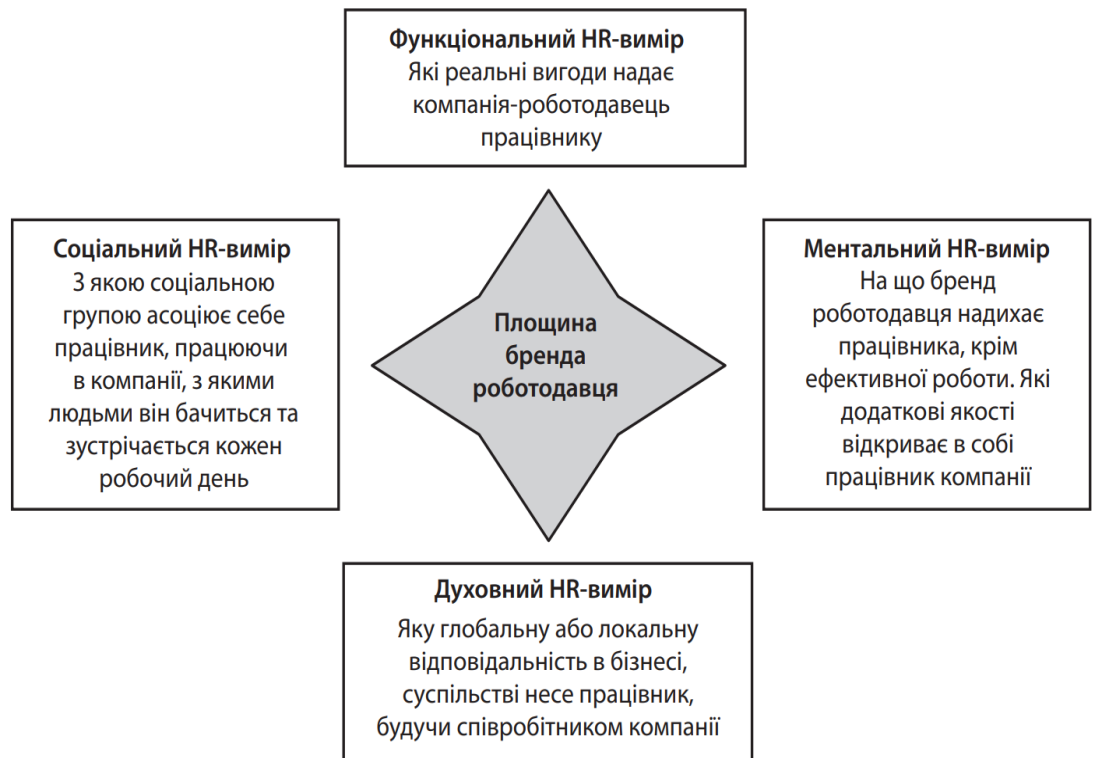 Функціональний HR-вимір
Які реальні вигоди надає
компанія-роботодавець
працівнику
Соціальний HR-вимір
З якою соціальною
групою асоціює себе
працівник, працюючи
в компанії, з якими
людьми він бачиться та
зустрічається кожен
робочий день
Площина
бренда
роботодавця
Ментальний HR-вимір
На що бренд
роботодавця надихає
працівника, крім
ефективної роботи. Які
додаткові якості
відкриває в собі
працівник компанії
Духовний HR-вимір
Яку глобальну або локальну
відповідальність в бізнесі,
суспільстві несе працівник,
будучи співробітником компанії